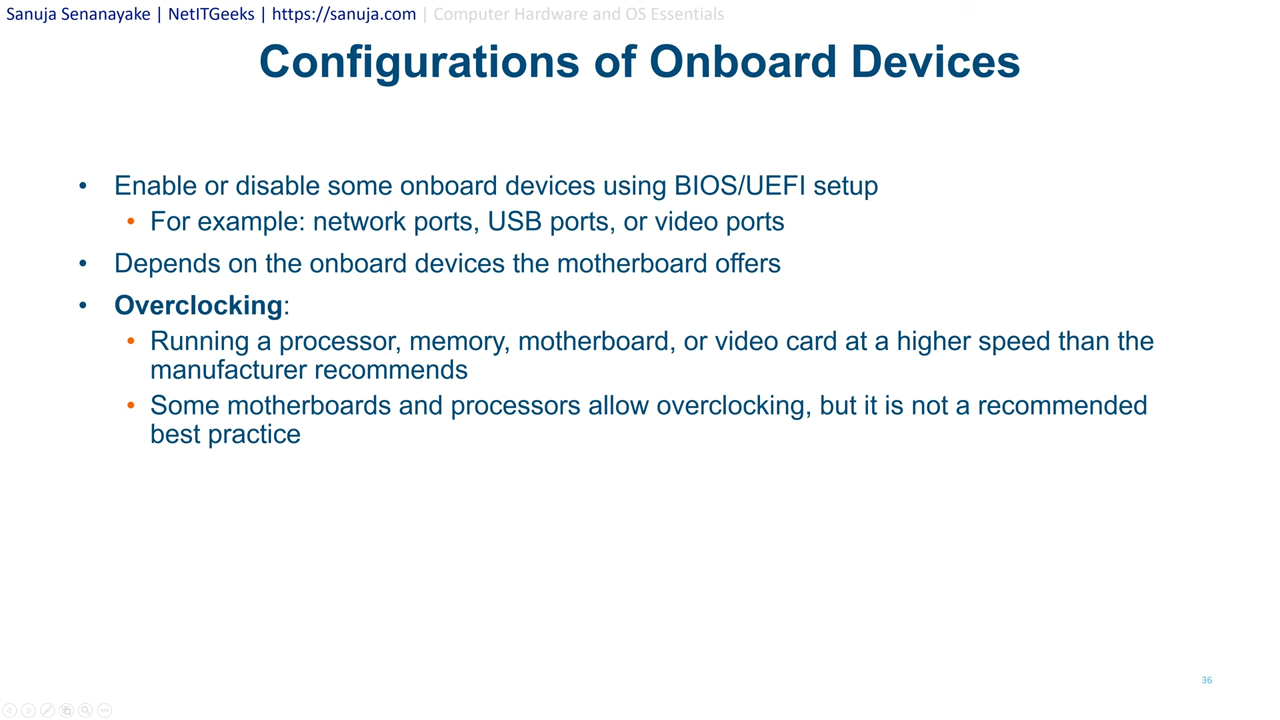 Sanuja Senanayake | NetITGeeks | https://sanuja.com | Computer Hardware and OS Essentials
Configurations of Onboard Devices
• Enable or disable some onboard devices using BIOS/UEFI setup
• For example: network ports, USB ports, or video ports
• Depends on the onboard devices the motherboard offers
• Overclocking:
• Running a processor, memory, motherboard, or video card at a higher speed than the
manufacturer recommends
• Some motherboards and processors allow overclocking, but it is not a recommended
best practice
36